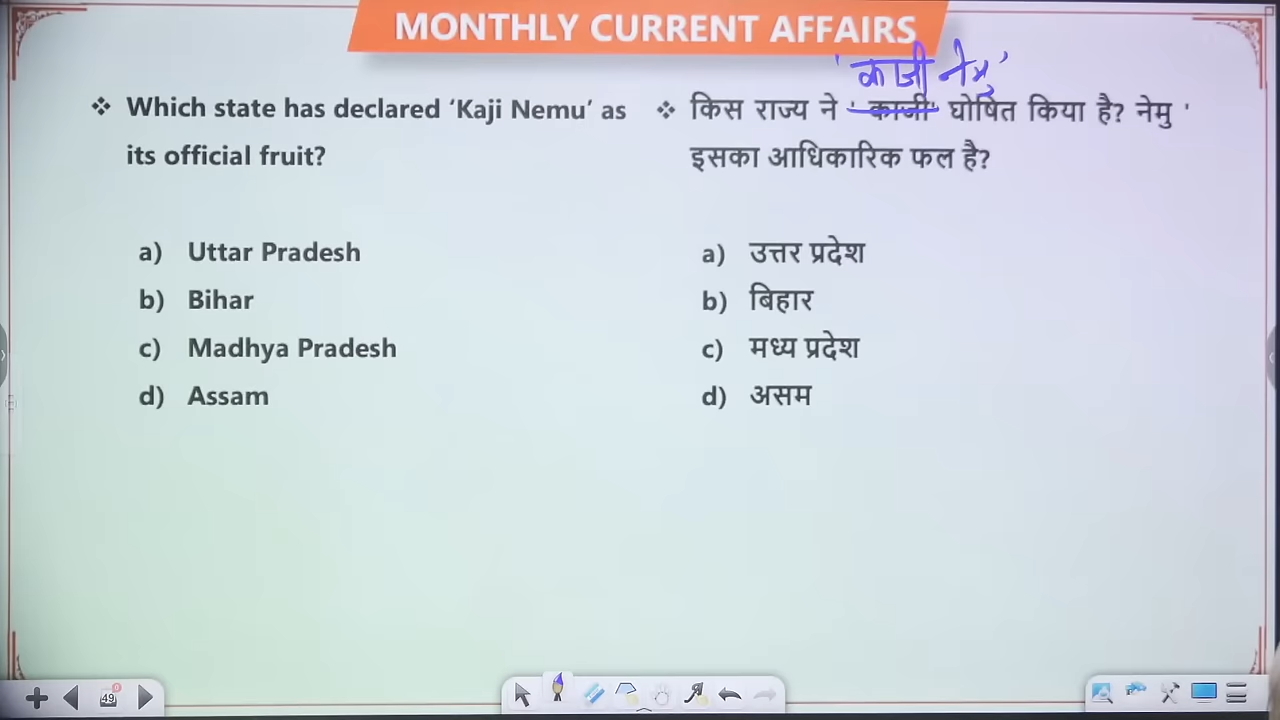 MONTHLY CURRENT AFFAIRS
❖ Which state has declared ‘Kaji Nemu’ as
its official fruit?
a) Uttar Pradesh
b) Bihar
c) Madhya Pradesh
d) Assam
' काजी नेमु '
❖ किस राज्य ने ' काजी' घोषित किया है? नेमु '
इसका आधिकारिक फल है?
a) उत्तर प्रदेश
b) बिहार
c) मध्य प्रदेश
d) असम
49